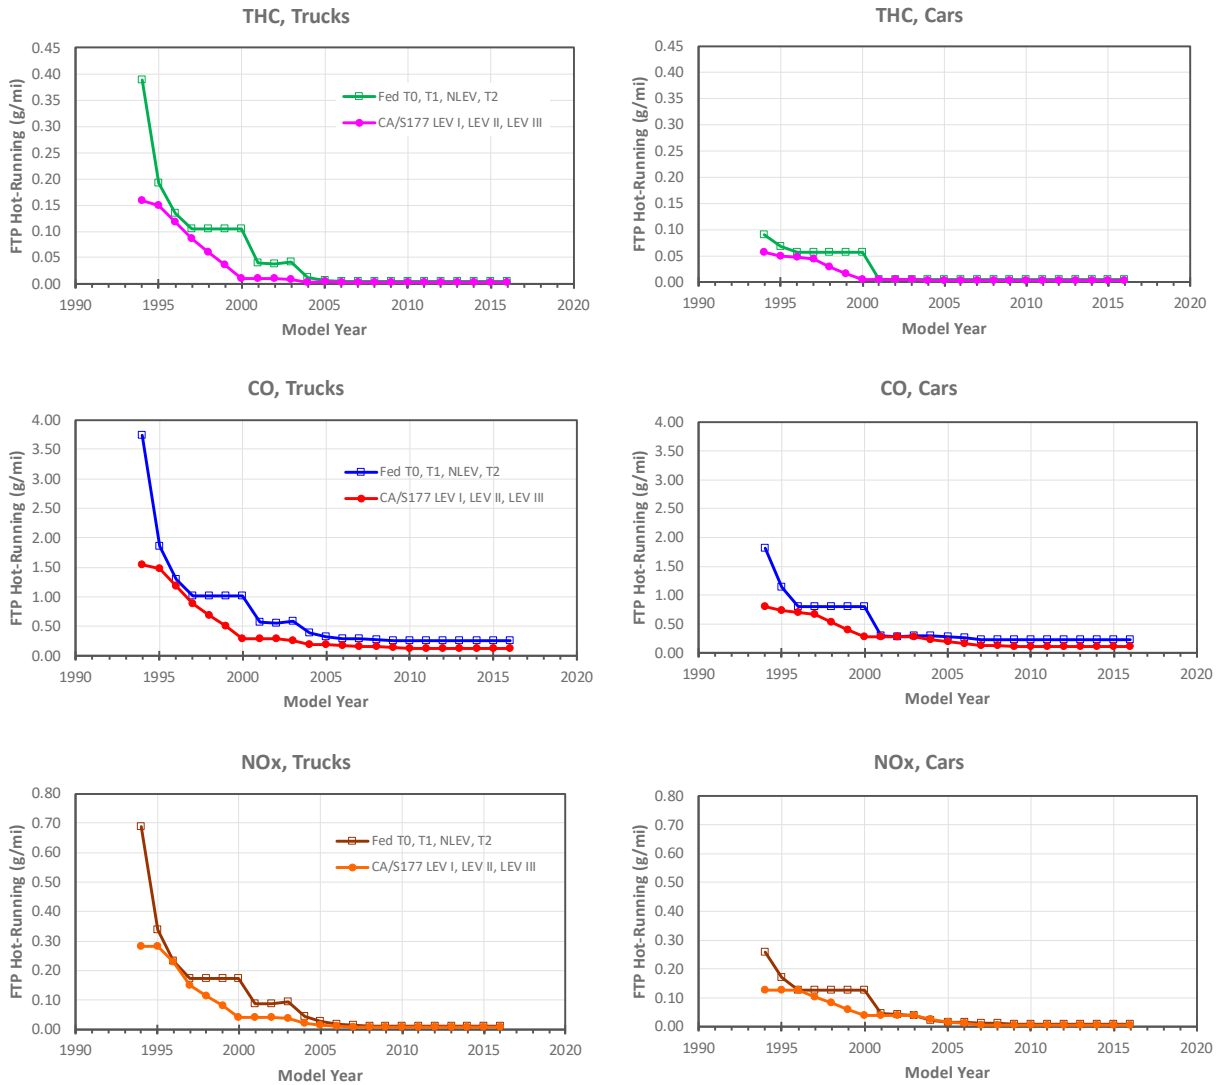 THC, Trucks
FTP Hot-Running (g/mi)
0.45
0.40
0.35
0.30
0.25
0.20
0.15
0.10
0.05
0.00
Fed T0, T1, NLEV, T2
CA/S177 LEV I, LEV II, LEV III
1990 1995 2000 2005 2010 2015 2020
Model Year
THC, Cars
FTP Hot-Running (g/mi)
0.45
0.40
0.35
0.30
0.25
0.20
0.15
0.10
0.05
0.00
1990 1995 2000 2005 2010 2015 2020
Model Year
CO, Trucks
FTP Hot-Running (g/mi)
4.00
3.50
3.00
2.50
2.00
1.50
1.00
0.50
0.00
Fed T0, T1, NLEV, T2
CA/S177 LEV I, LEV II, LEV III
1990 1995 2000 2005 2010 2015 2020
Model Year
CO, Cars
FTP Hot-Running (g/mi)
4.00
3.50
3.00
2.50
2.00
1.50
1.00
0.50
0.00
1990 1995 2000 2005 2010 2015 2020
Model Year
NOx, Trucks
FTP Hot-Running (g/mi)
0.80
0.70
0.60
0.50
0.40
0.30
0.20
0.10
0.00
Fed T0, T1, NLEV, T2
CA/S177 LEV I, LEV II, LEV III
1990 1995 2000 2005 2010 2015 2020
Model Year
NOx, Cars
FTP Hot-Running (g/mi)
0.80
0.70
0.60
0.50
0.40
0.30
0.20
0.10
0.00
1990 1995 2000 2005 2010 2015 2020
Model Year